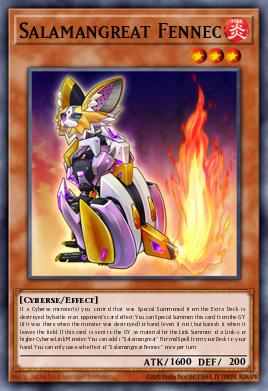 Salamangreat Fennec
炎
[Cyberse/Effect]
If a Cyberse monster(s) you control that was Special Summoned from the Extra Deck is
destroyed by battle or an opponent's card effect: You can Special Summon this card from the GY
(if it was there when the monster was destroyed) or hand (even if not), but banish it when it
leaves the field. If this card is sent to the GY as material for the Link Summon of a Link-2 or
higher Cyberse Link Monster: You can add 1 "Salamangreat" Normal Spell from your Deck to your
hand. You can only use each effect of "Salamangreat Fennec" once per turn.
ATK/1600 DEF/ 200
©2020 Studio Dice/SHUEISHA, TV TOKYO, KONAMI